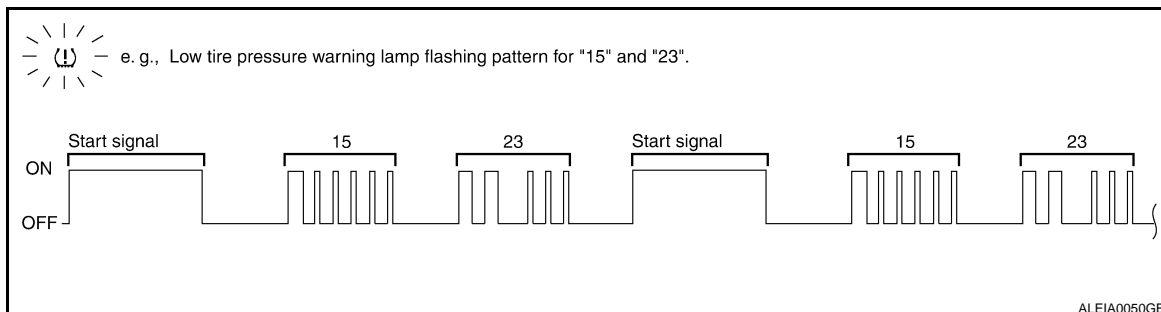 e. g., Low tire pressure warning lamp flashing pattern for "15" and "23".
Start signal 15 23 Start signal 15 23
ON
OFF
ALEIA0050GB